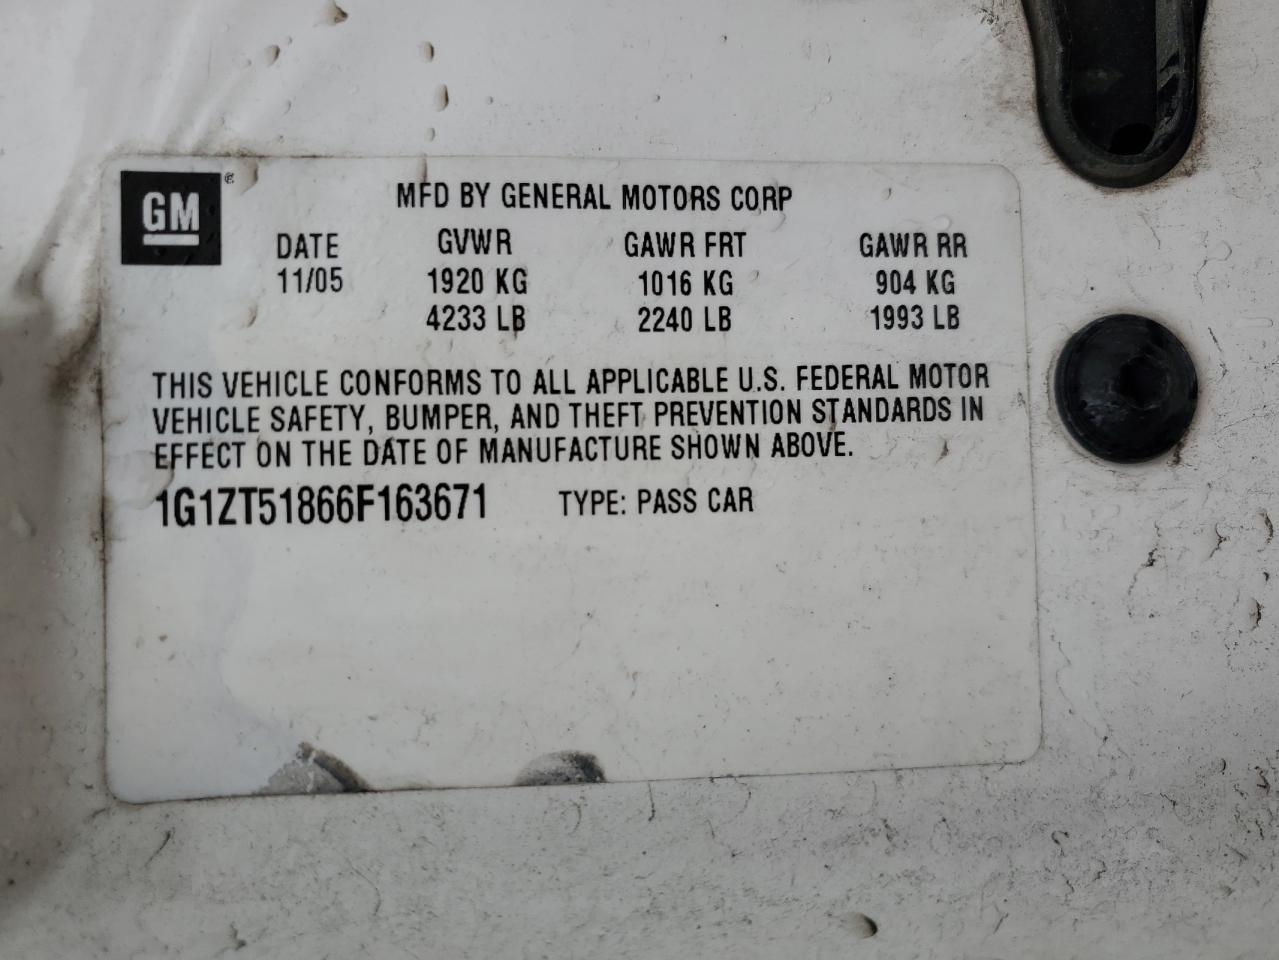 GM ®
MFD BY GENERAL MOTORS CORP
DATE GVWR GAWR FRT GAWR RR
11/05 1920 KG 1016 KG 904 KG
4233 LB 2240 LB 1993 LB
THIS VEHICLE CONFORMS TO ALL APPLICABLE U.S. FEDERAL MOTOR
VEHICLE SAFETY, BUMPER, AND THEFT PREVENTION STANDARDS IN
EFFECT ON THE DATE OF MANUFACTURE SHOWN ABOVE.
1G1ZT51866F163671 TYPE: PASS CAR